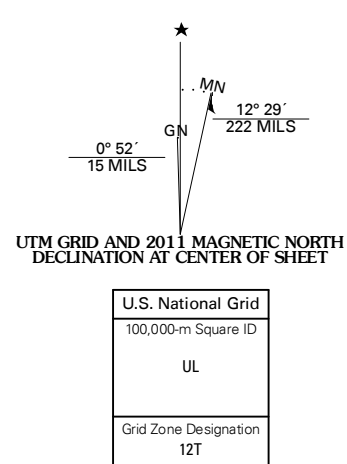 ★
MN
12° 29´
222 MILS
GN
0° 52´
15 MILS
UTM GRID AND 2011 MAGNETIC NORTH
DECLINATION AT CENTER OF SHEET
U.S. National Grid
100,000-m Square ID
UL
Grid Zone Designation
12T